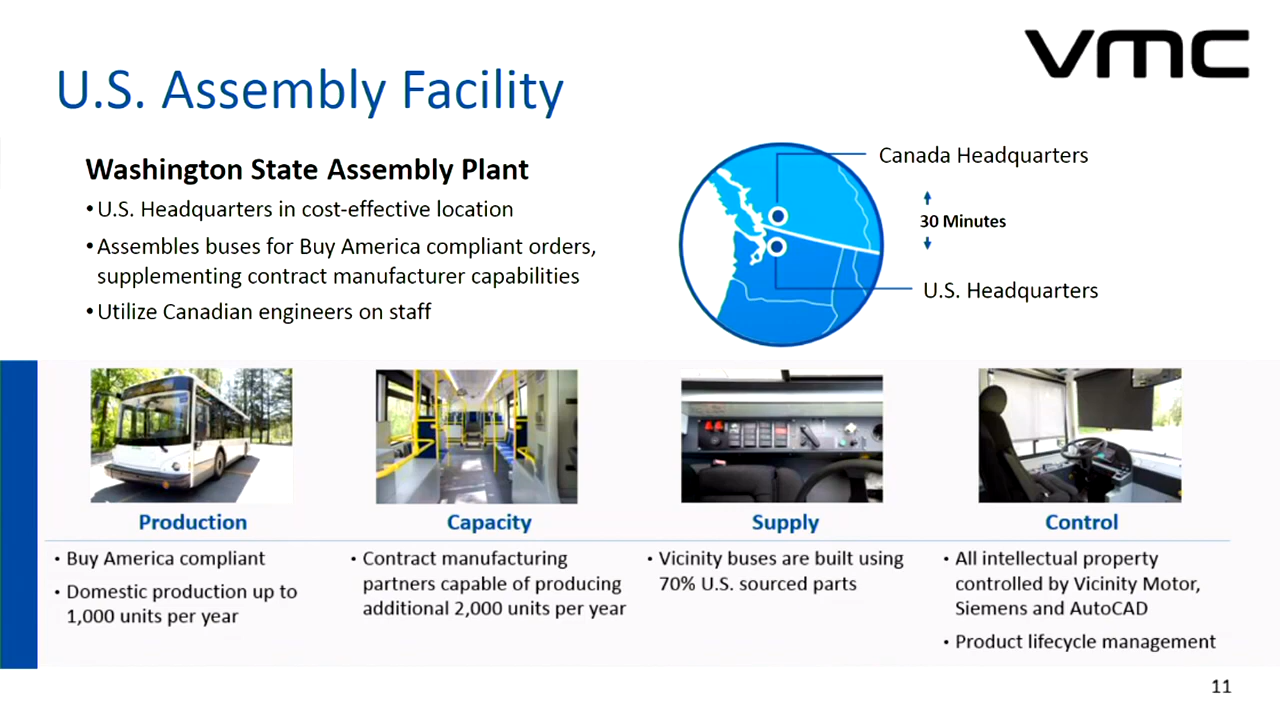 VMC
U.S. Assembly Facility
Washington State Assembly Plant
• U.S. Headquarters in cost-effective location
• Assembles buses for Buy America compliant orders,
supplementing contract manufacturer capabilities
• Utilize Canadian engineers on staff
Canada Headquarters
30 Minutes
U.S. Headquarters
Production
• Buy America compliant
• Domestic production up to
1,000 units per year
Capacity
• Contract manufacturing
partners capable of producing
additional 2,000 units per year
Supply
• Vicinity buses are built using
70% U.S. sourced parts
Control
• All intellectual property
controlled by Vicinity Motor,
Siemens and AutoCAD
• Product lifecycle management
11